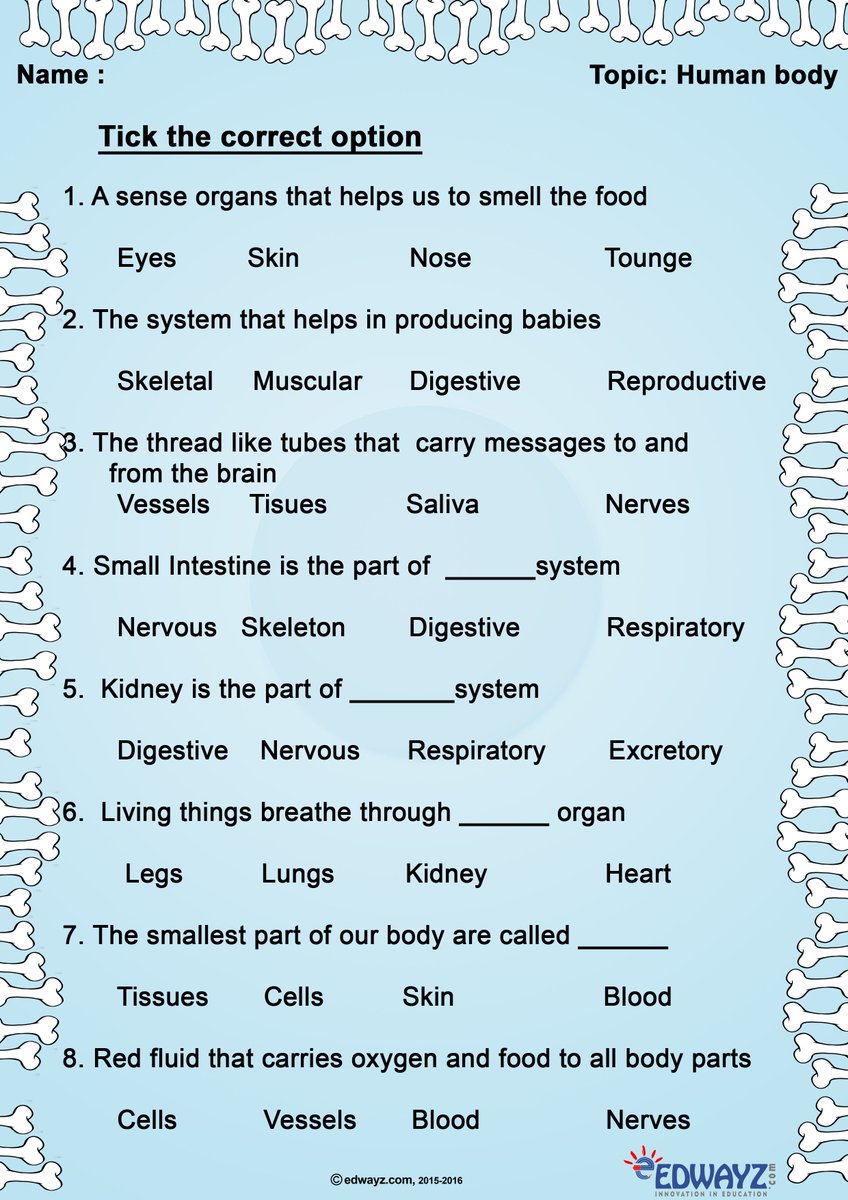 Name :
Topic: Human body
Tick the correct option
1. A sense organs that helps us to smell the food
Eyes Skin Nose Tounge
2. The system that helps in producing babies
Skeletal Muscular Digestive Reproductive
3. The thread like tubes that carry messages to and
from the brain
Vessels Tisues Saliva Nerves
4. Small Intestine is the part of ______system
Nervous Skeleton Digestive Respiratory
5. Kidney is the part of _______system
Digestive Nervous Respiratory Excretory
6. Living things breathe through ______ organ
Legs Lungs Kidney Heart
7. The smallest part of our body are called ______
Tissues Cells Skin Blood
8. Red fluid that carries oxygen and food to all body parts
Cells Vessels Blood Nerves
©edwayz.com, 2015-2016
eEDWAYZ.com
INNOVATION IN EDUCATION